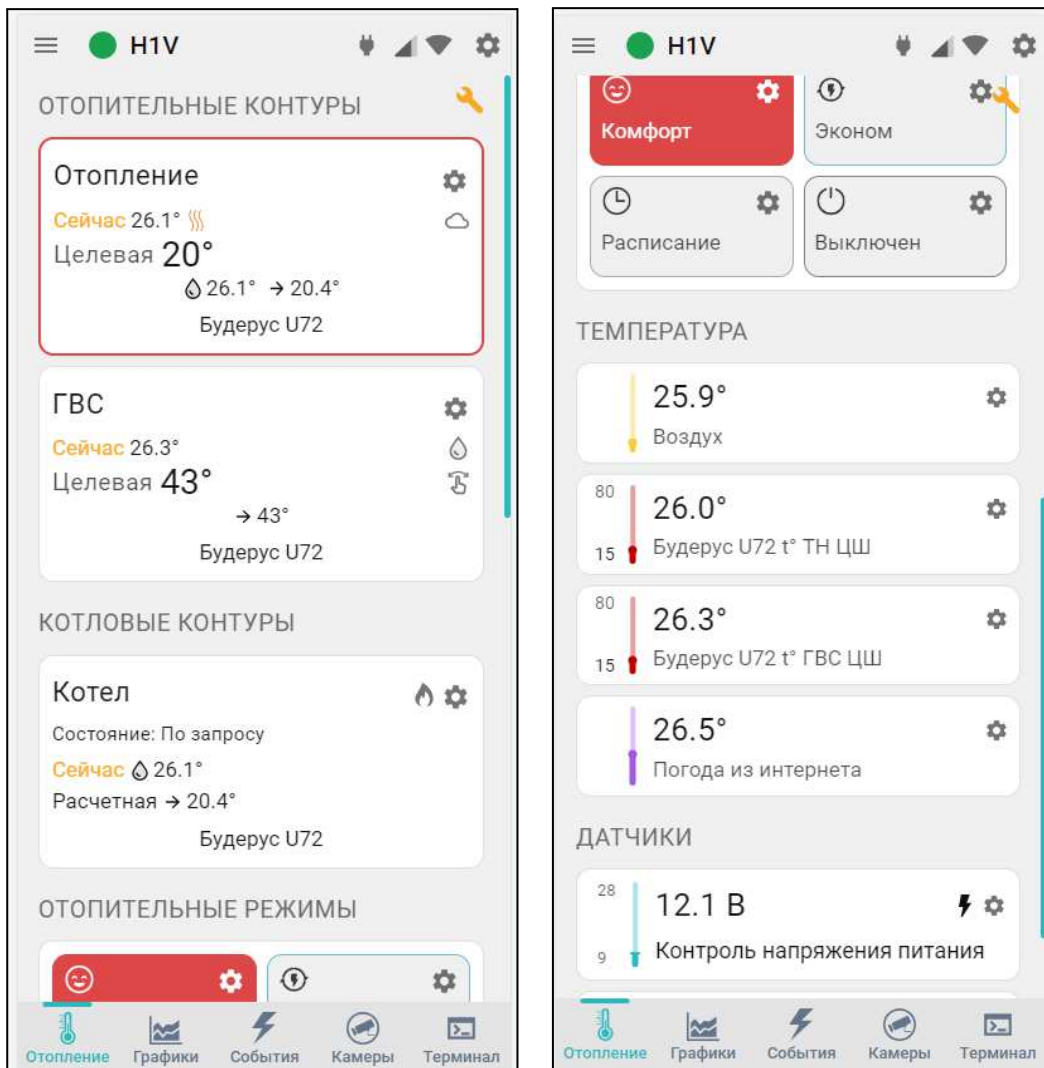 H1V
ОТОПИТЕЛЬНЫЕ КОНТУРЫ
Отопление
Сейчас 26.1°
Целевая 20°
26.1° → 20.4°
Будерус U72
ГВС
Сейчас 26.3°
Целевая 43°
→ 43°
Будерус U72
КОТЛОВЫЕ КОНТУРЫ
Котел
Состояние: По запросу
Сейчас 26.1°
Расчетная → 20.4°
Будерус U72
ОТОПИТЕЛЬНЫЕ РЕЖИМЫ
Отопление Графики События Камеры Терминал
H1V
Комфорт Эконом
Расписание Выключен
ТЕМПЕРАТУРА
25.9°
Воздух
80
26.0°
15 Будерус U72 t° ТН ЦШ
80
26.3°
15 Будерус U72 t° ГВС ЦШ
26.5°
Погода из интернета
ДАТЧИКИ
28
12.1 В
9 Контроль напряжения питания
Отопление Графики События Камеры Терминал